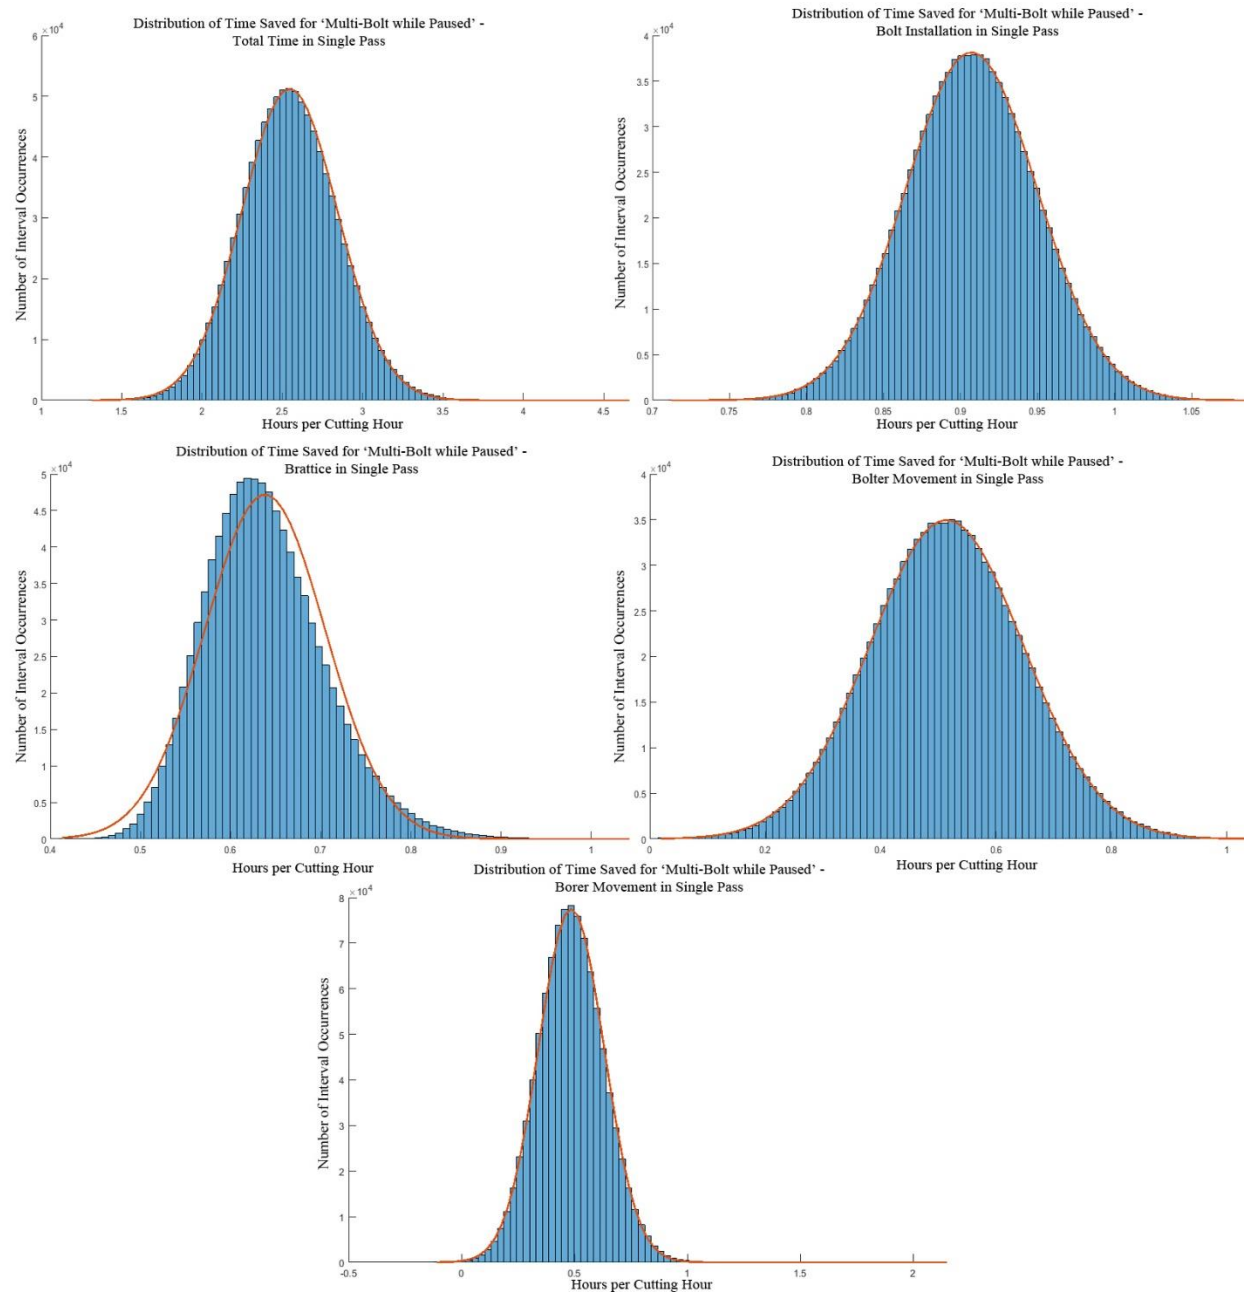 Distribution of Time Saved for ‘Multi-Bolt while Paused’ -
Total Time in Single Pass
×10⁴
6
5
4
3
2
1
0
Number of Interval Occurrences
1 1.5 2 2.5 3 3.5 4 4.5
Hours per Cutting Hour
Distribution of Time Saved for ‘Multi-Bolt while Paused’ -
Bolt Installation in Single Pass
×10⁴
4
3.5
3
2.5
2
1.5
1
0.5
0
Number of Interval Occurrences
0.7 0.75 0.8 0.85 0.9 0.95 1 1.05
Hours per Cutting Hour
Distribution of Time Saved for ‘Multi-Bolt while Paused’ -
Brattice in Single Pass
×10⁴
5
4.5
4
3.5
3
2.5
2
1.5
1
0.5
0
Number of Interval Occurrences
0.4 0.5 0.6 0.7 0.8 0.9 1
Hours per Cutting Hour
Distribution of Time Saved for ‘Multi-Bolt while Paused’ -
Bolter Movement in Single Pass
×10⁴
4
3.5
3
2.5
2
1.5
1
0.5
0
Number of Interval Occurrences
0 0.2 0.4 0.6 0.8 1
Hours per Cutting Hour
Distribution of Time Saved for ‘Multi-Bolt while Paused’ -
Borer Movement in Single Pass
×10⁴
8
7
6
5
4
3
2
1
0
Number of Interval Occurrences
-0.5 0 0.5 1 1.5 2
Hours per Cutting Hour